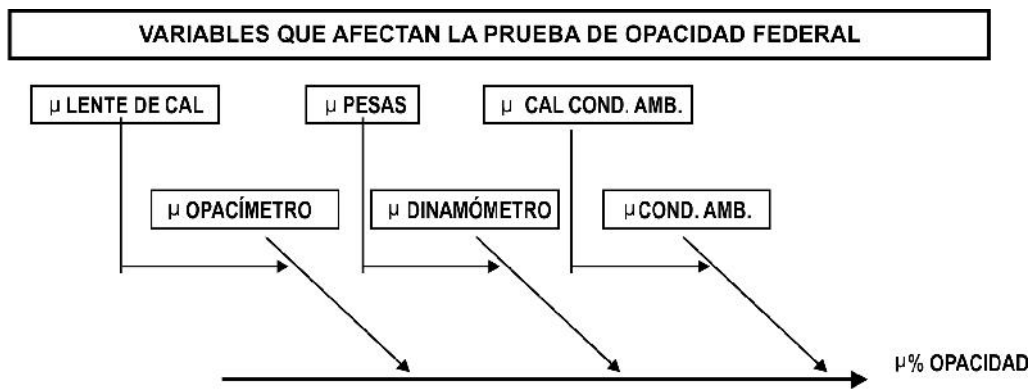 VARIABLES QUE AFECTAN LA PRUEBA DE OPACIDAD FEDERAL
μ LENTE DE CAL
μ PESAS
μ CAL COND. AMB.
μ OPACÍMETRO
μ DINAMÓMETRO
μ COND. AMB.
μ% OPACIDAD